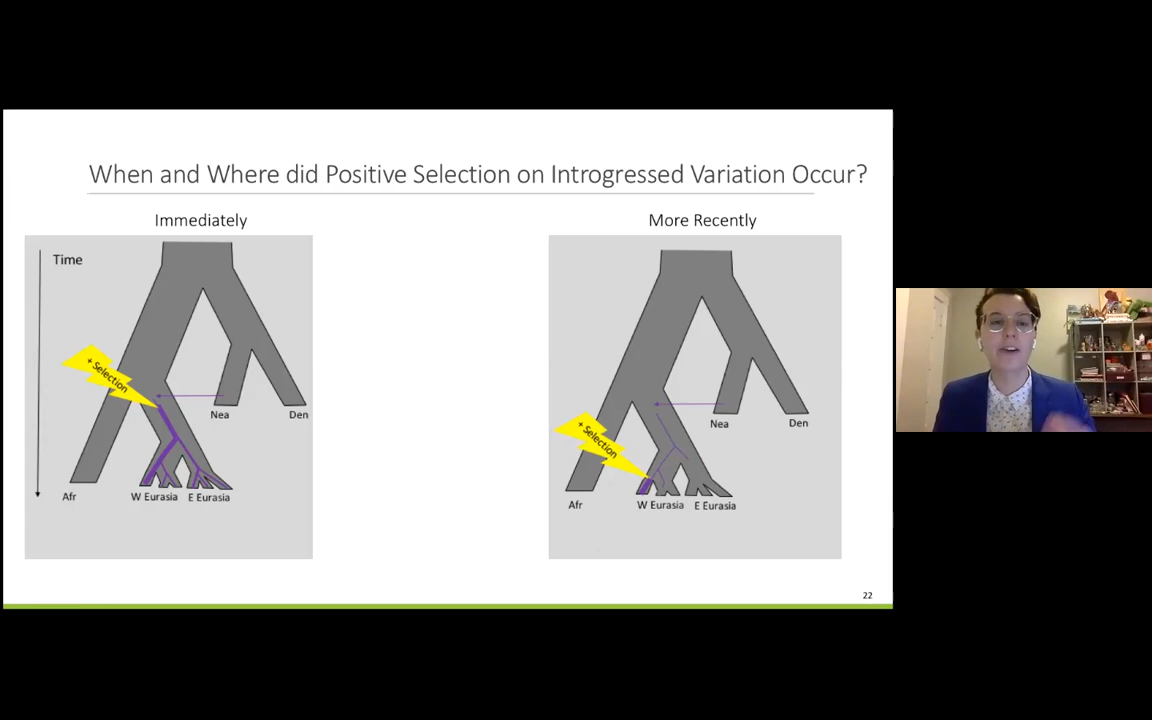 When and Where did Positive Selection on Introgressed Variation Occur?
Immediately
Time
+ Selection
Nea
Den
Afr
W Eurasia
E Eurasia
More Recently
+ Selection
Nea
Den
Afr
W Eurasia
E Eurasia
22